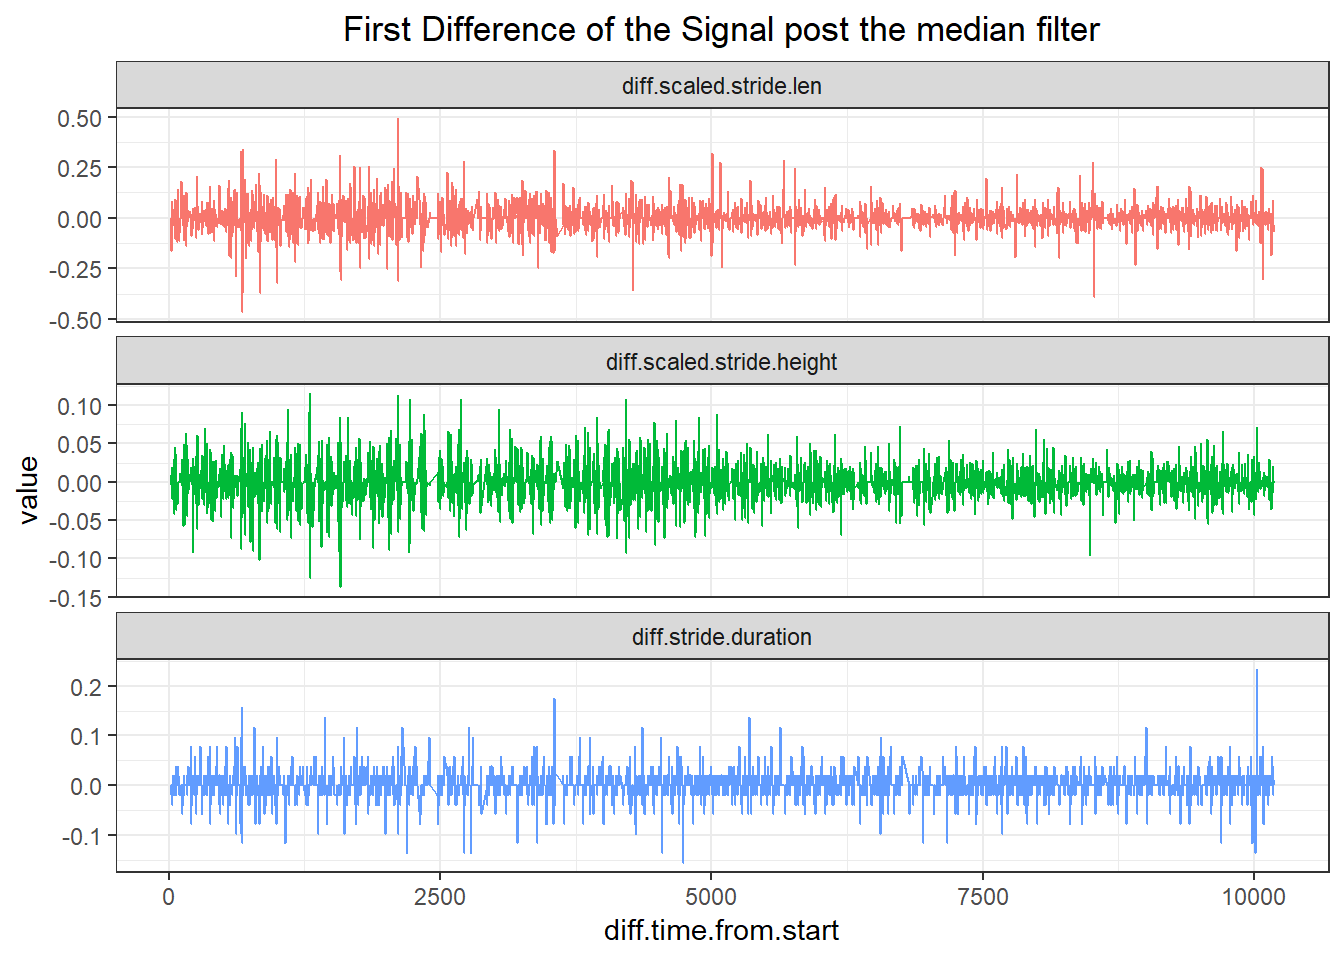 First Difference of the Signal post the median filter
diff.scaled.stride.len
0.50
0.25
0.00
-0.25
-0.50
diff.scaled.stride.height
0.10
0.05
0.00
-0.05
-0.10
-0.15
value
diff.stride.duration
0.2
0.1
0.0
-0.1
0 2500 5000 7500 10000
diff.time.from.start